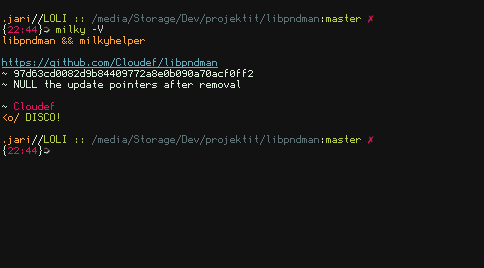 .jari//LOLI :: /media/Storage/Dev/projektit/libpndman:master ✗
{22:44}➲ milky -V
libpndman && milkyhelper
https://github.com/Cloudef/libpndman
~ 97d63cd0082d9b84409772a8e0b090a70acf0ff2
~ NULL the update pointers after removal
~ Cloudef
<o/ DISCO!
.jari//LOLI :: /media/Storage/Dev/projektit/libpndman:master ✗
{22:44}➲